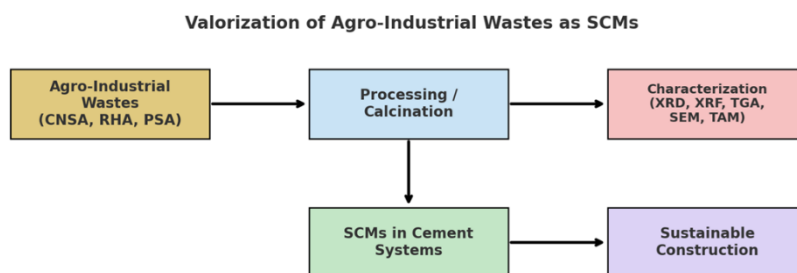 Valorization of Agro-Industrial Wastes as SCMs
Agro-Industrial
Wastes
(CNSA, RHA, PSA)
Processing /
Calcination
Characterization
(XRD, XRF, TGA,
SEM, TAM)
SCMs in Cement
Systems
Sustainable
Construction